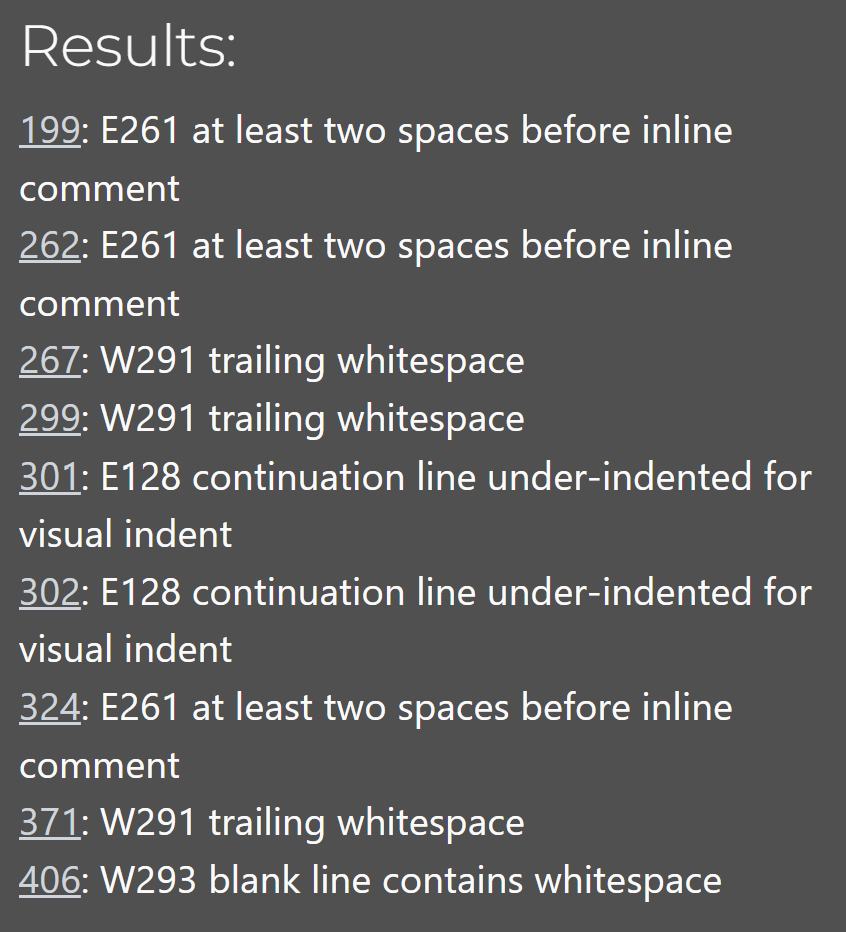 Results:
199: E261 at least two spaces before inline
comment
262: E261 at least two spaces before inline
comment
267: W291 trailing whitespace
299: W291 trailing whitespace
301: E128 continuation line under-indented for
visual indent
302: E128 continuation line under-indented for
visual indent
324: E261 at least two spaces before inline
comment
371: W291 trailing whitespace
406: W293 blank line contains whitespace